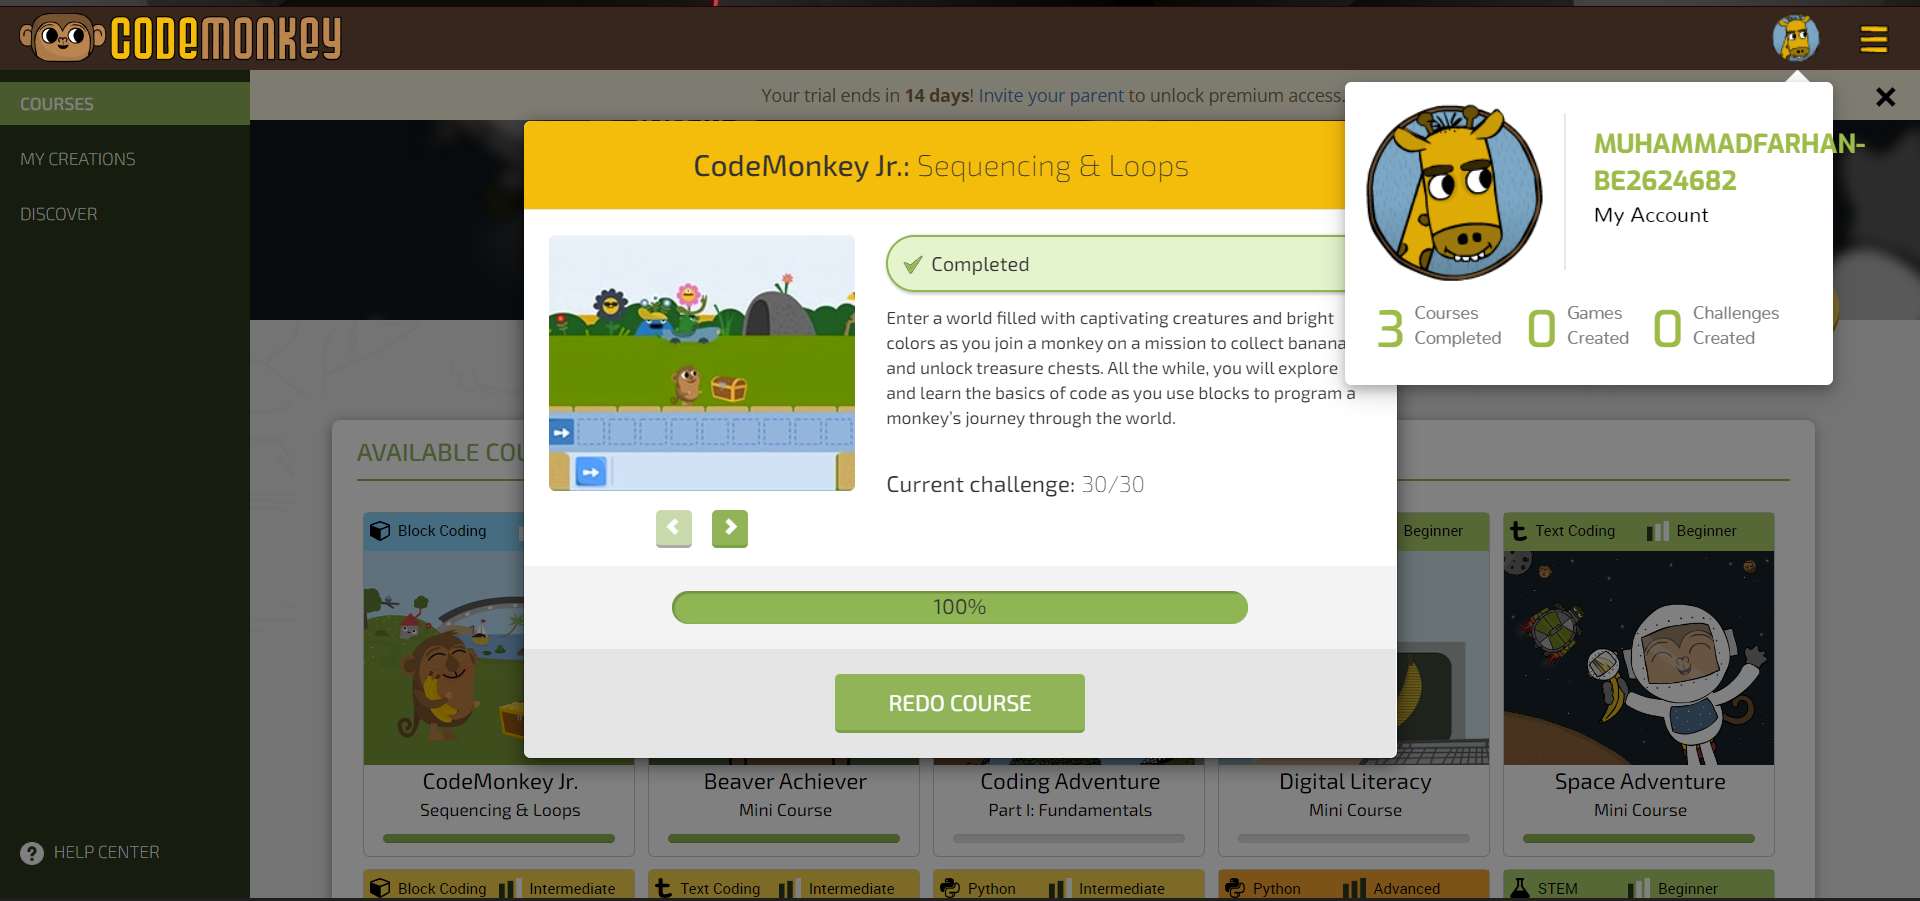 CODEMONKEY
COURSES
MY CREATIONS
DISCOVER
HELP CENTER
Your trial ends in 14 days! Invite your parent to unlock premium access.
MUHAMMADFARHAN-
BE2624682
My Account
3 Courses Completed
0 Games Created
0 Challenges Created
CodeMonkey Jr.: Sequencing & Loops
Completed
Enter a world filled with captivating creatures and bright
colors as you join a monkey on a mission to collect banana
and unlock treasure chests. All the while, you will explore
and learn the basics of code as you use blocks to program a
monkey's journey through the world.
Current challenge: 30/30
100%
REDO COURSE
AVAILABLE COU
Block Coding
Beginner
t Text Coding Beginner
CodeMonkey Jr.
Sequencing & Loops
Beaver Achiever
Mini Course
Coding Adventure
Part I: Fundamentals
Digital Literacy
Mini Course
Space Adventure
Mini Course
Block Coding Intermediate
t Text Coding Intermediate
Python Intermediate
Python Advanced
STEM Beginner